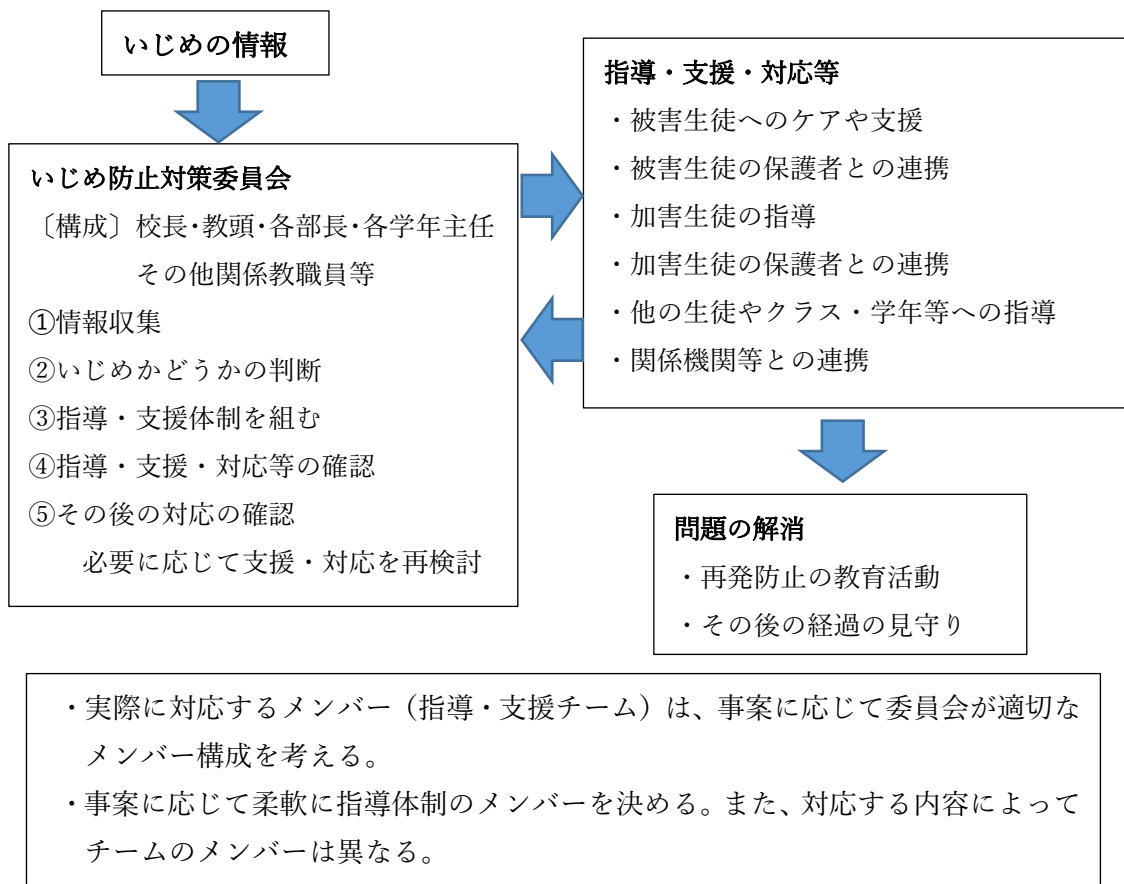 いじめの情報
いじめ防止対策委員会
〔構成〕校長・教頭・各部長・各学年主任
その他関係教職員等
①情報収集
②いじめかどうかの判断
③指導・支援体制を組む
④指導・支援・対応等の確認
⑤その後の対応の確認
必要に応じて支援・対応を再検討
指導・支援・対応等
・被害生徒へのケアや支援
・被害生徒の保護者との連携
・加害生徒の指導
・加害生徒の保護者との連携
・他の生徒やクラス・学年等への指導
・関係機関等との連携
問題の解消
・再発防止の教育活動
・その後の経過の見守り
・実際に対応するメンバー（指導・支援チーム）は、事案に応じて委員会が適切な
メンバー構成を考える。
・事案に応じて柔軟に指導体制のメンバーを決める。また、対応する内容によって
チームのメンバーは異なる。